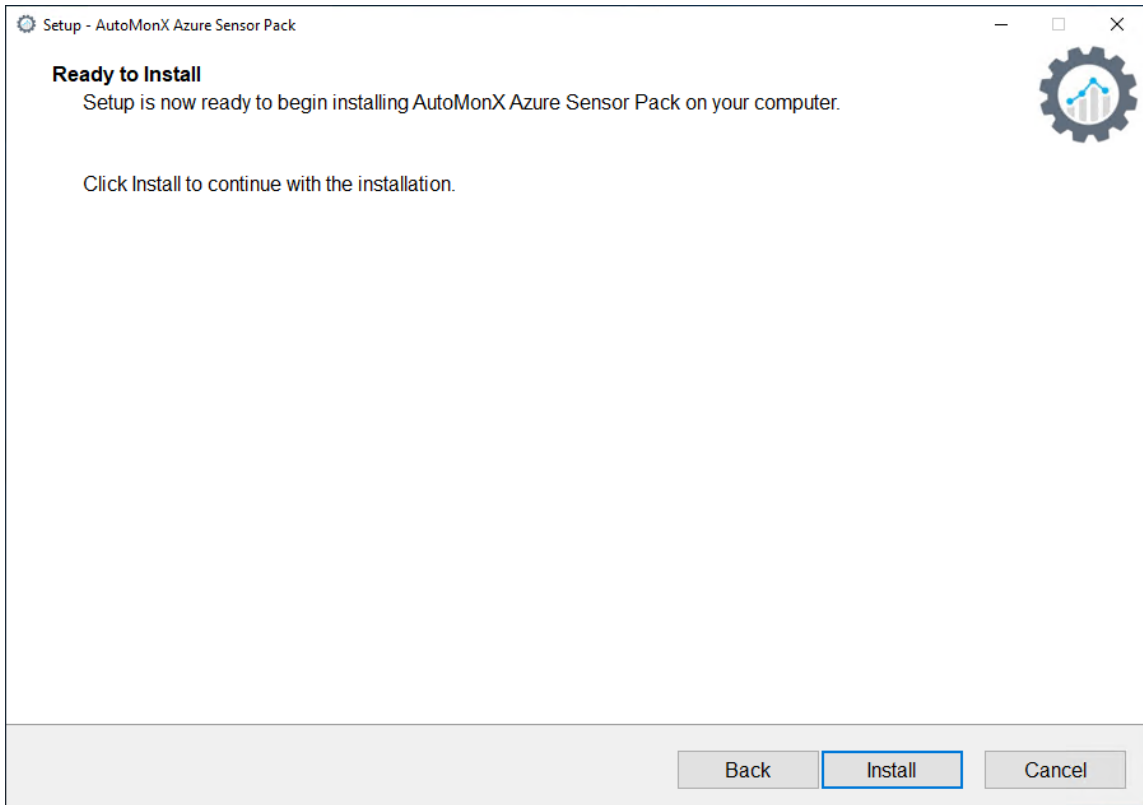 Setup - AutoMonX Azure Sensor Pack
Ready to Install
Setup is now ready to begin installing AutoMonX Azure Sensor Pack on your computer.
Click Install to continue with the installation.
Back
Install
Cancel